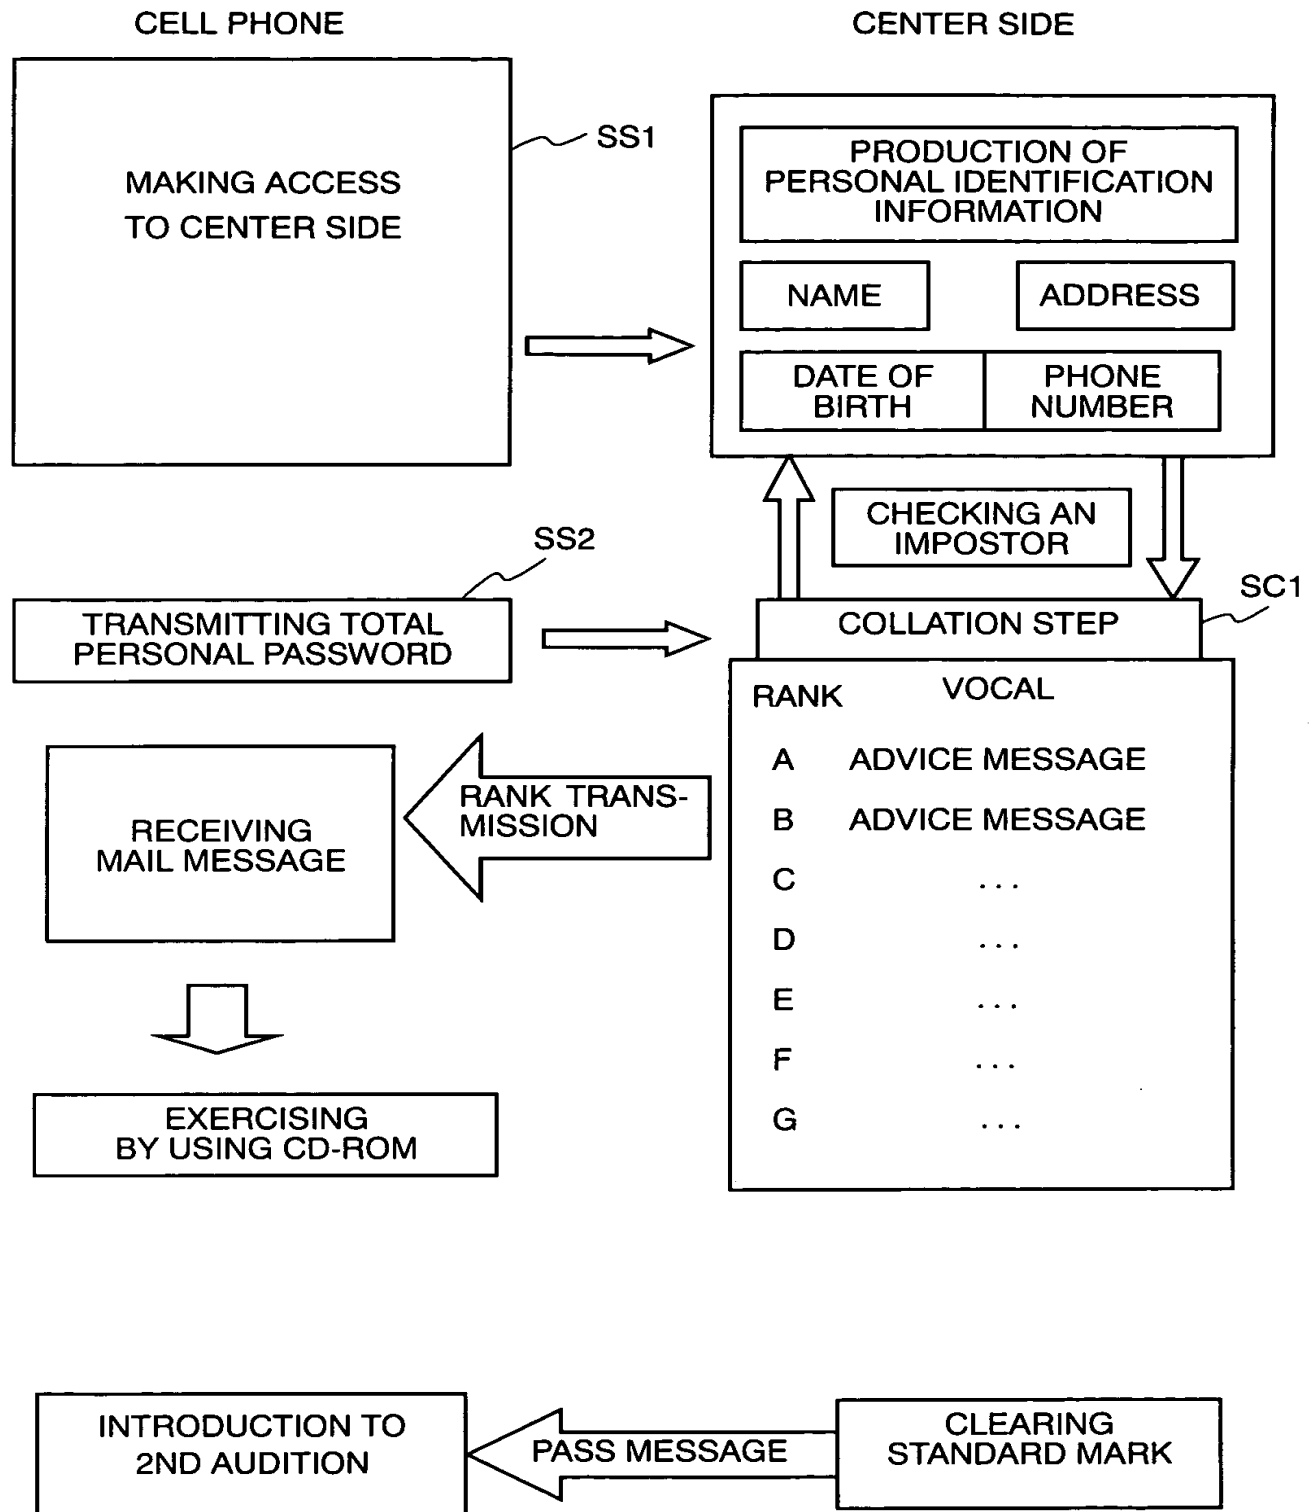 CELL PHONE
CENTER SIDE
MAKING ACCESS
TO CENTER SIDE
SS1
PRODUCTION OF
PERSONAL IDENTIFICATION
INFORMATION
NAME
ADDRESS
DATE OF
BIRTH
PHONE
NUMBER
CHECKING AN
IMPOSTOR
SS2
TRANSMITTING TOTAL
PERSONAL PASSWORD
COLLATION STEP
SC1
RANK VOCAL
A ADVICE MESSAGE
B ADVICE MESSAGE
C ...
D ...
E ...
F ...
G ...
RANK TRANS-
MISSION
RECEIVING
MAIL MESSAGE
EXERCISING
BY USING CD-ROM
INTRODUCTION TO
2ND AUDITION
PASS MESSAGE
CLEARING
STANDARD MARK